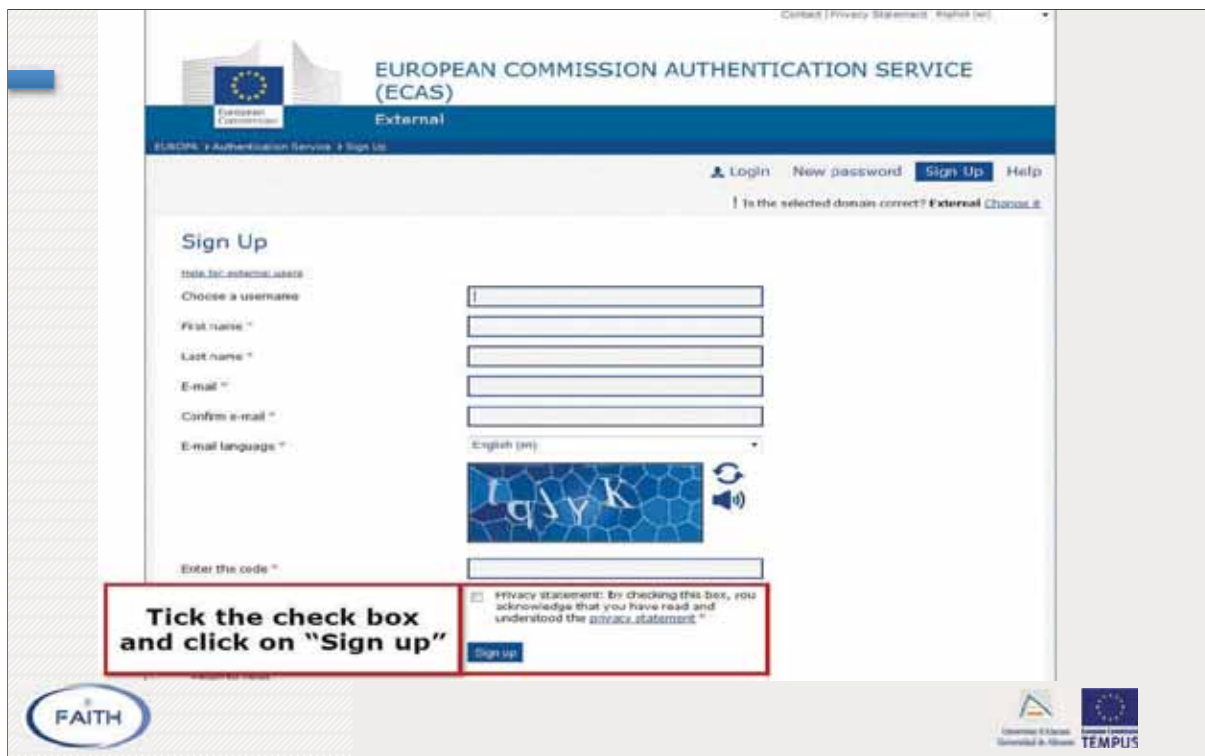 Contact | Privacy Statement English (en)
EUROPEAN COMMISSION AUTHENTICATION SERVICE
(ECAS)
European
Commission
External
EUROPA > Authentication Service > Sign Up
Login New password Sign Up Help
! Is the selected domain correct? External Change it
Sign Up
Help for external users
Choose a username
First name *
Last name *
E-mail *
Confirm e-mail *
E-mail language * English (en)
Enter the code *
Privacy statement: by checking this box, you
acknowledge that you have read and
understood the privacy statement *
Tick the check box
and click on “Sign up”
Sign up
FAITH
European Commission
TEMPUS